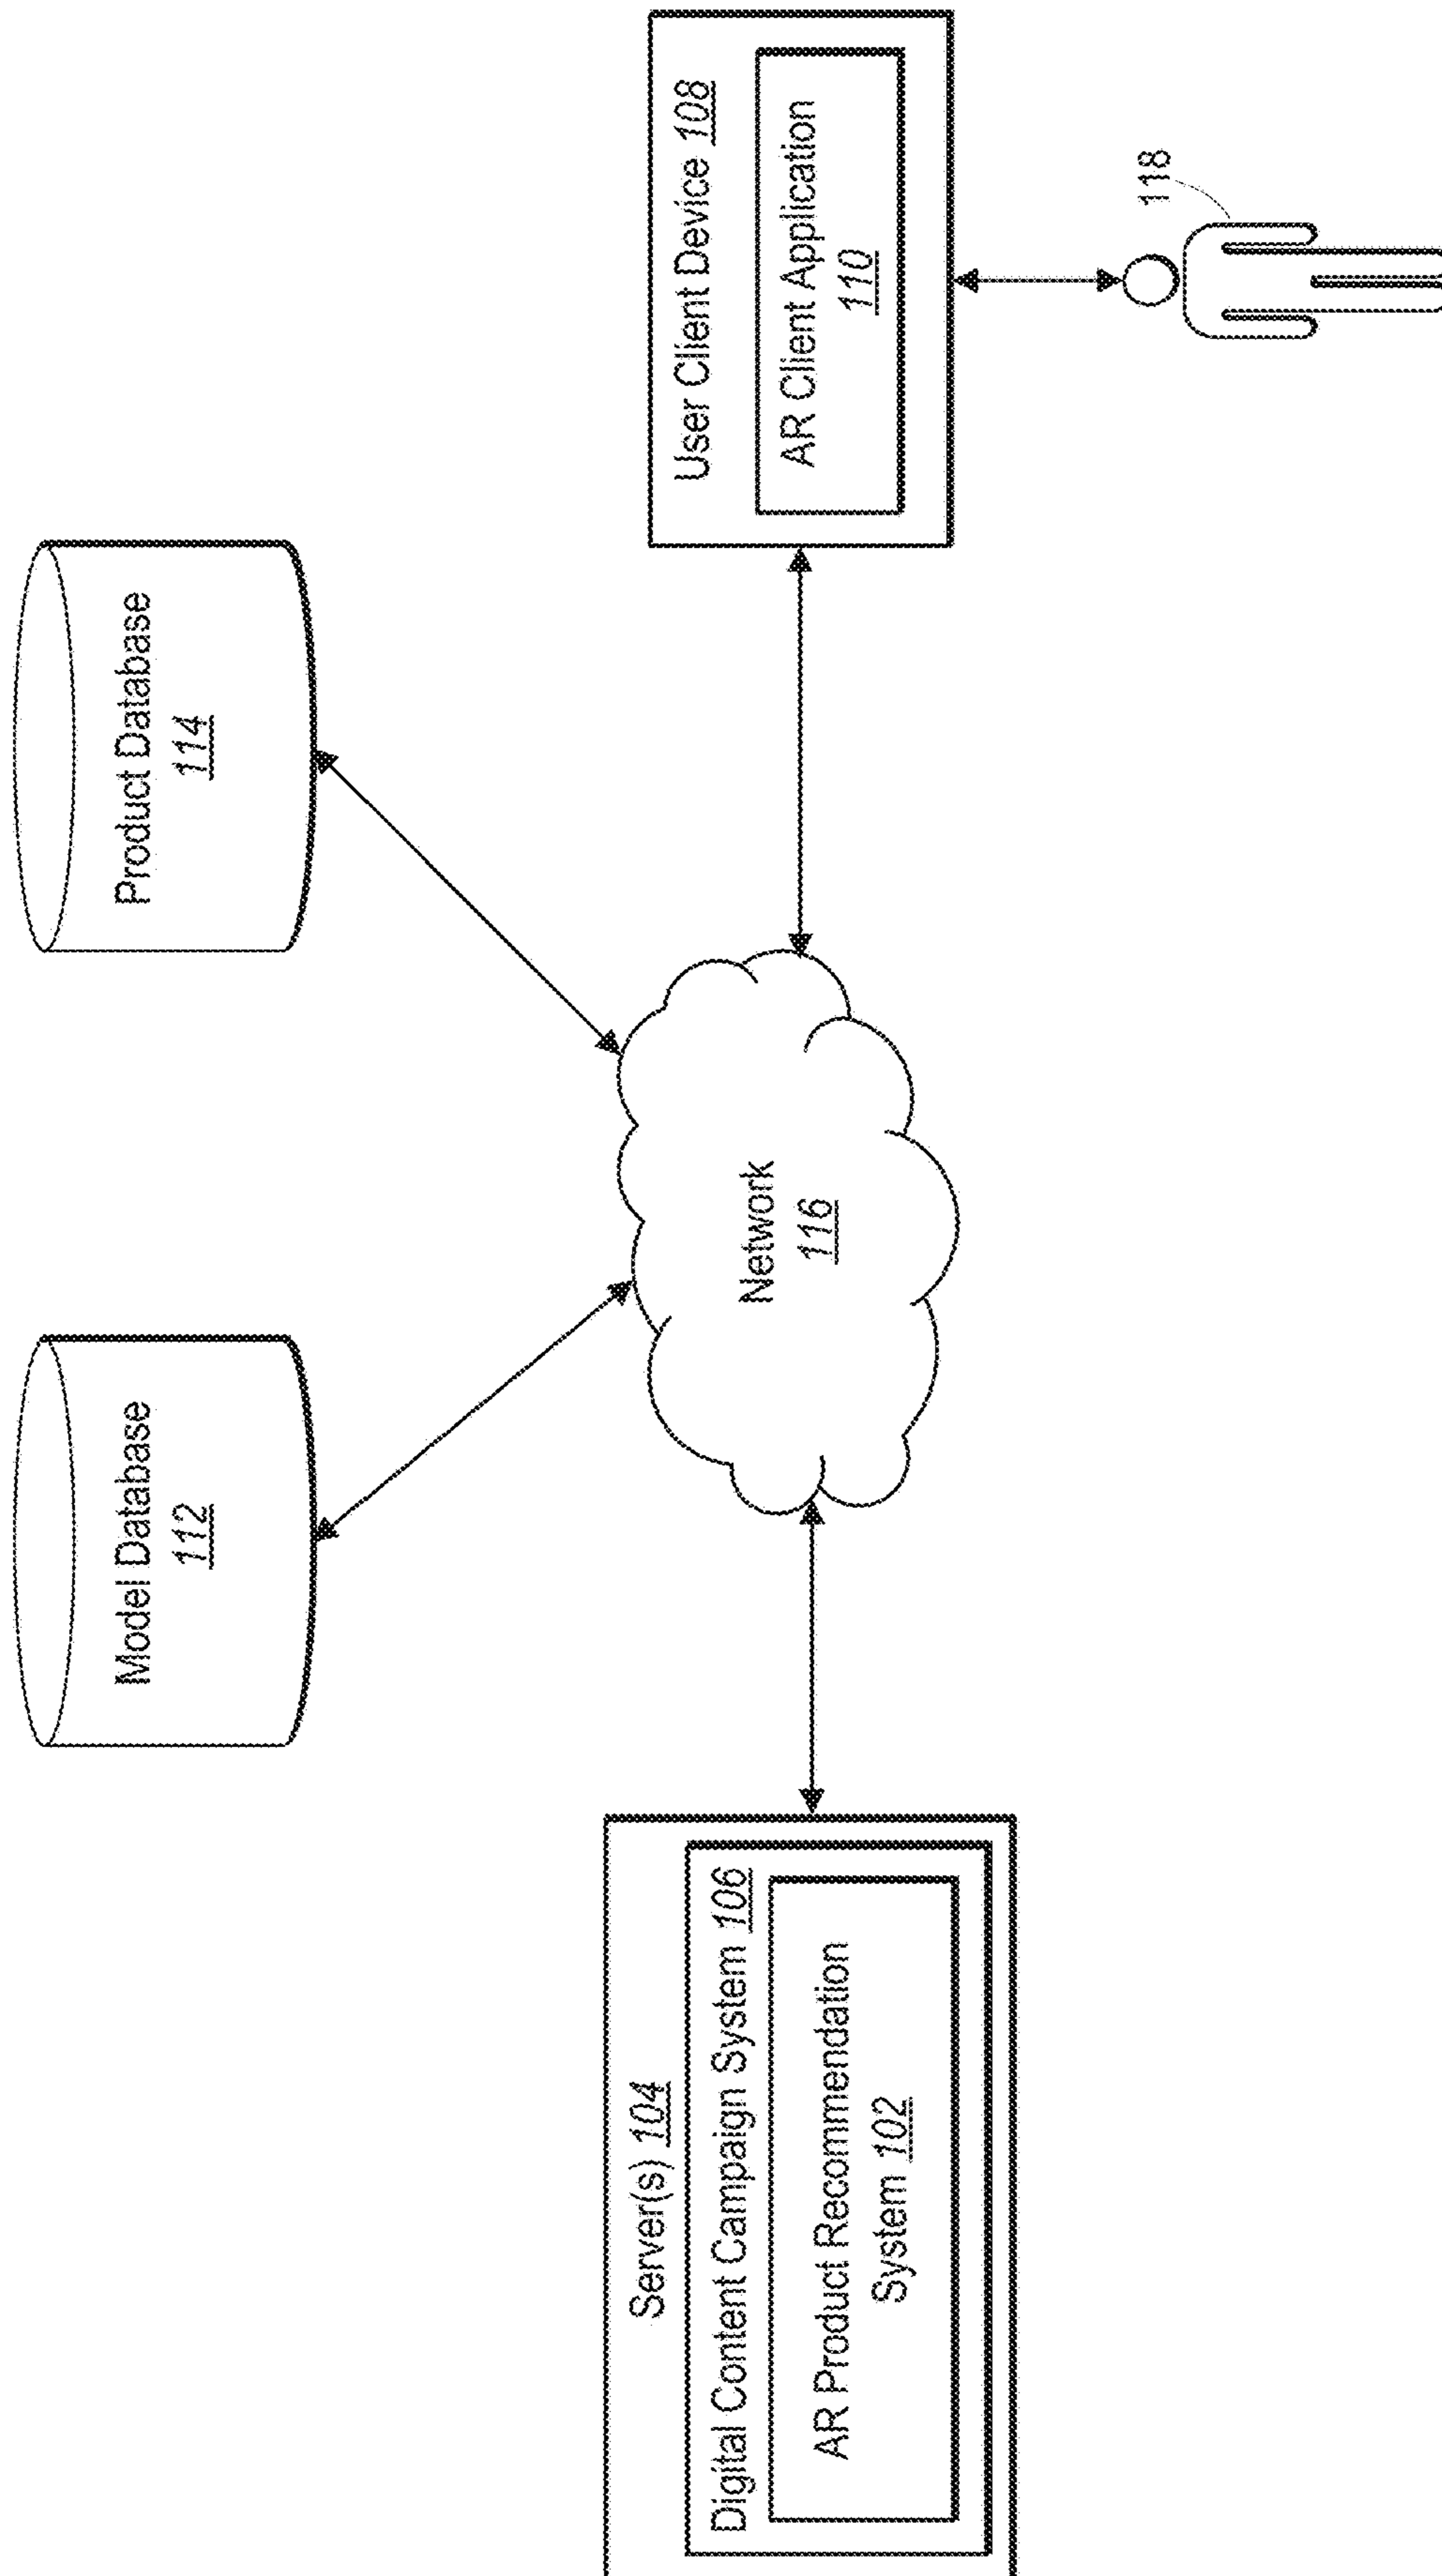 Model Database
112
Product Database
114
Server(s) 104
Digital Content Campaign System 106
AR Product Recommendation
System 102
Network
116
User Client Device 108
AR Client Application
110
118